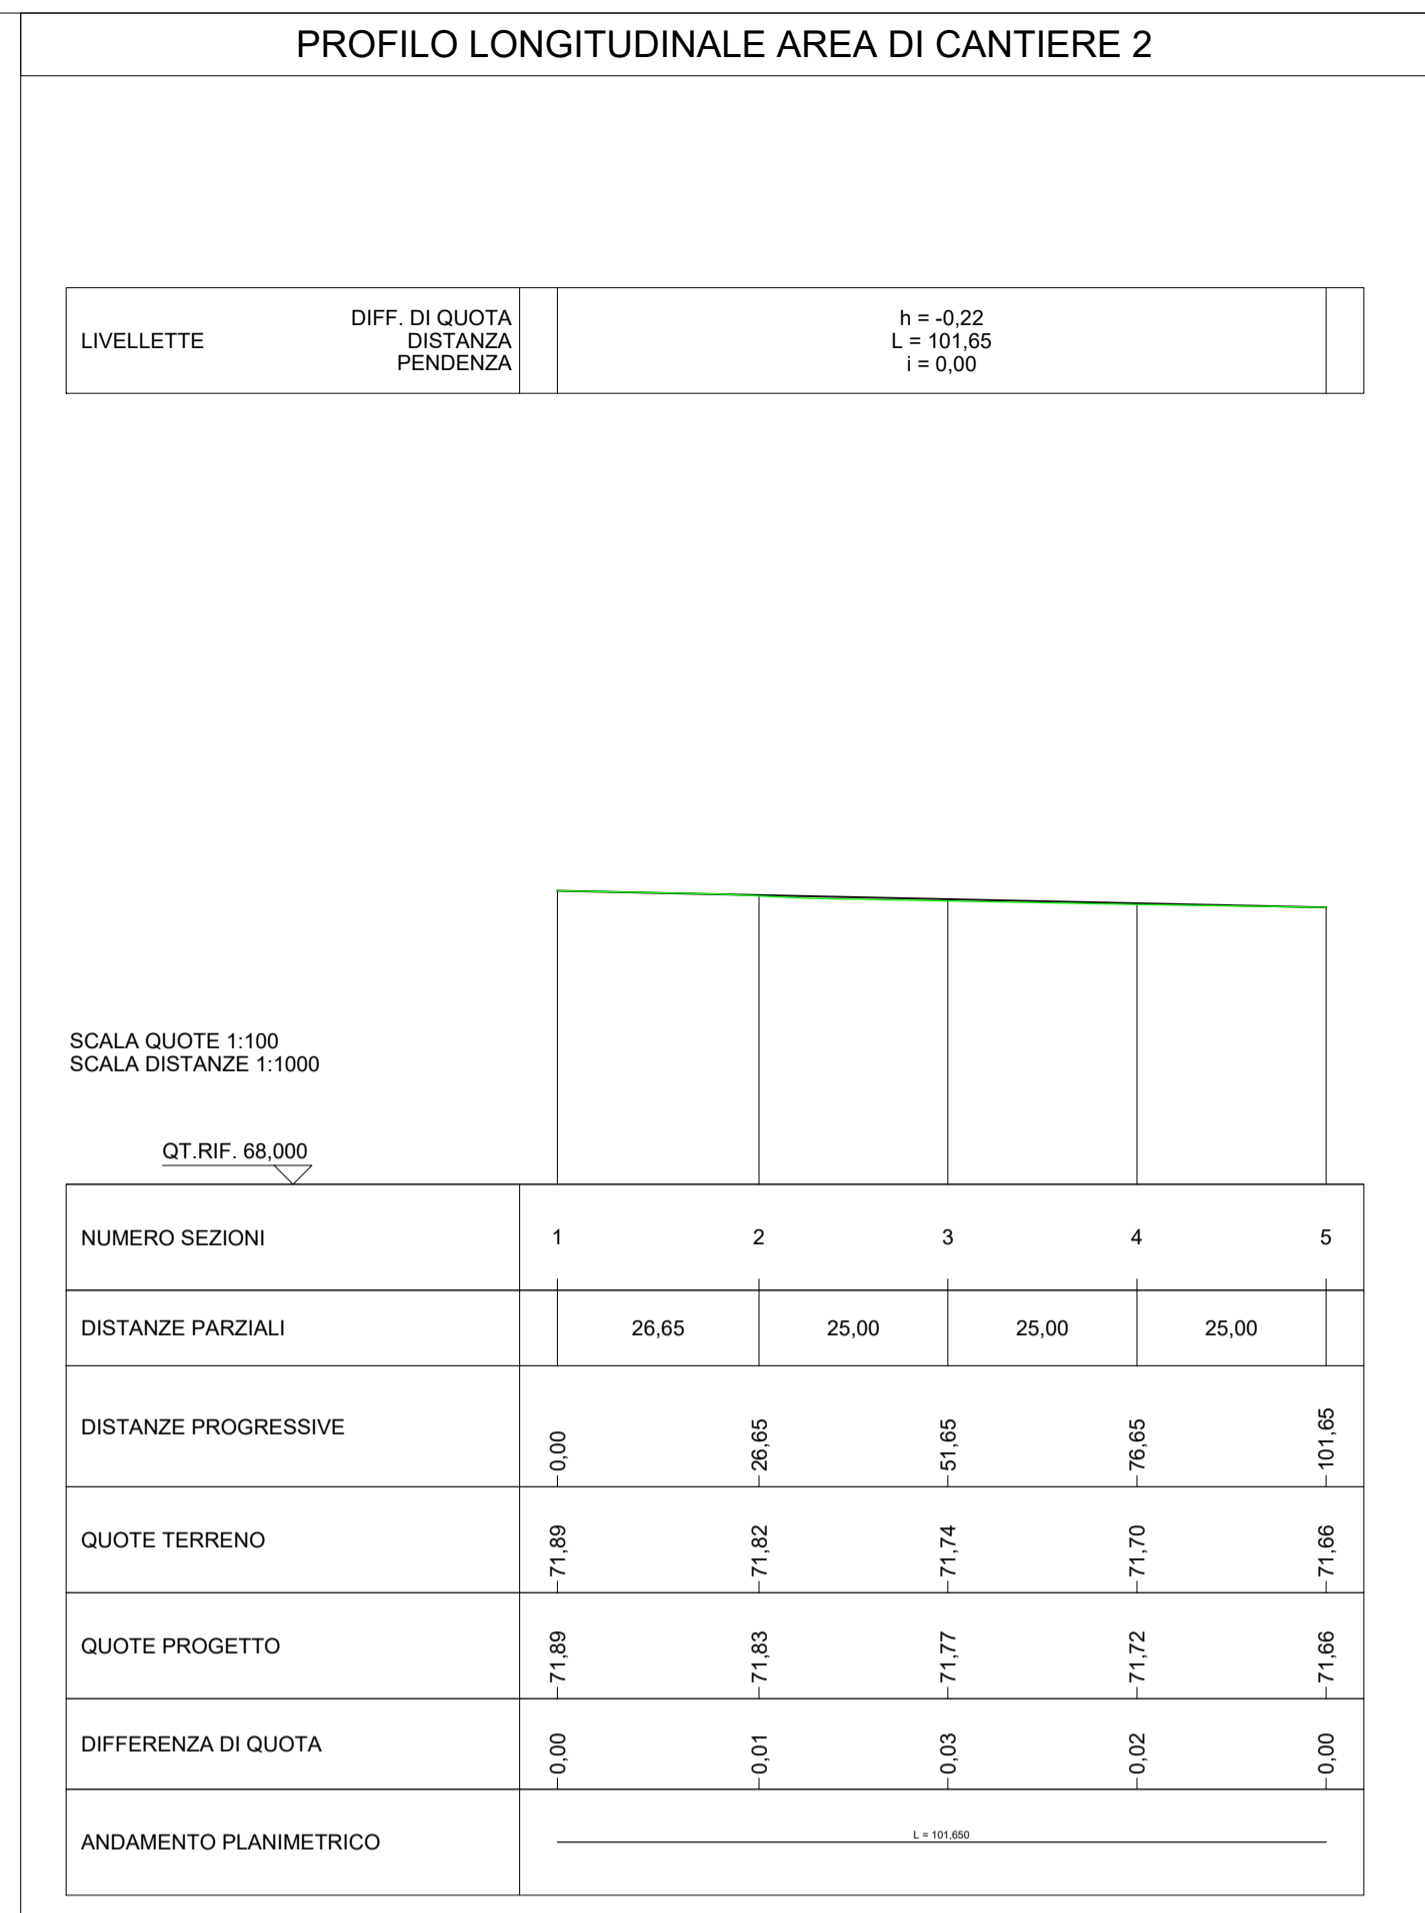 PROFILO LONGITUDINALE AREA DI CANTIERE 2
LIVELLETTE
DIFF. DI QUOTA
DISTANZA
PENDENZA
h = -0,22
L = 101,65
i = 0,00
SCALA QUOTE 1:100
SCALA DISTANZE 1:1000
QT.RIF. 68,000
NUMERO SEZIONI 1 2 3 4 5
DISTANZE PARZIALI 26,65 25,00 25,00 25,00
DISTANZE PROGRESSIVE 0,00 26,65 51,65 76,65 101,65
QUOTE TERRENO 71,89 71,82 71,74 71,70 71,66
QUOTE PROGETTO 71,89 71,83 71,77 71,72 71,66
DIFFERENZA DI QUOTA 0,00 0,01 0,03 0,02 0,00
ANDAMENTO PLANIMETRICO L = 101,650